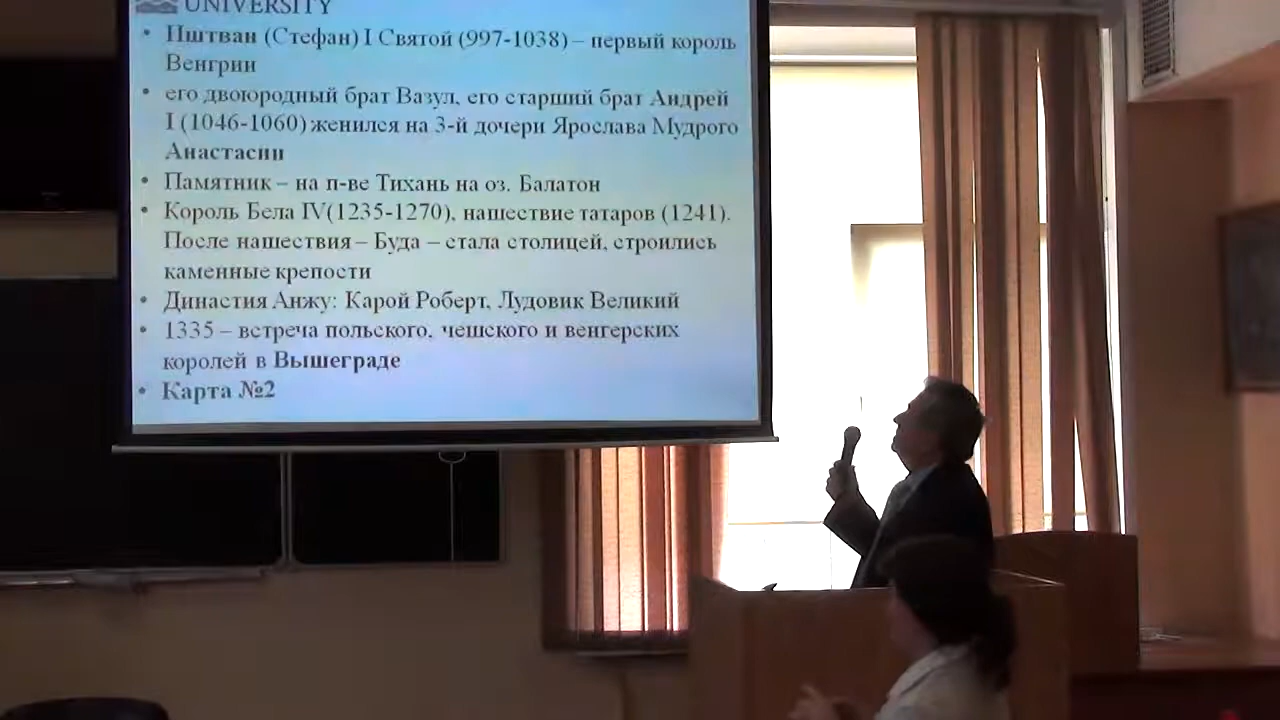 UNIVERSITY
• Иштван (Стефан) I Святой (997-1038) – первый король
Венгрии
• его двоюродный брат Вазул, его старший брат Андрей
I (1046-1060) женился на 3-й дочери Ярослава Мудрого
Анастасии
• Памятник – на п-ве Тихань на оз. Балатон
• Король Бела IV(1235-1270), нашествие татаров (1241).
После нашествия – Буда – стала столицей, строились
каменные крепости
• Династия Анжу: Карой Роберт, Лудовик Великий
• 1335 – встреча польского, чешского и венгерских
королей в Вышеграде
• Карта №2